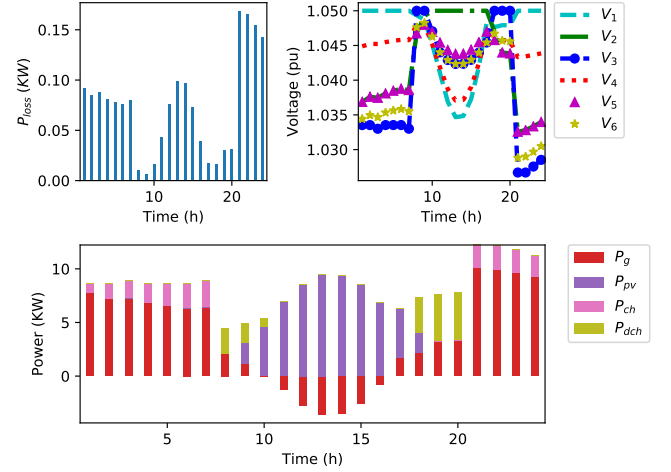 P_loss (KW)
0.15
0.10
0.05
0.00
10
20
Time (h)
Voltage (pu)
1.050
1.045
1.040
1.035
1.030
10
20
Time (h)
V_1
V_2
V_3
V_4
V_5
V_6
Power (KW)
10
5
0
5
10
15
20
Time (h)
P_g
P_pv
P_ch
P_dch